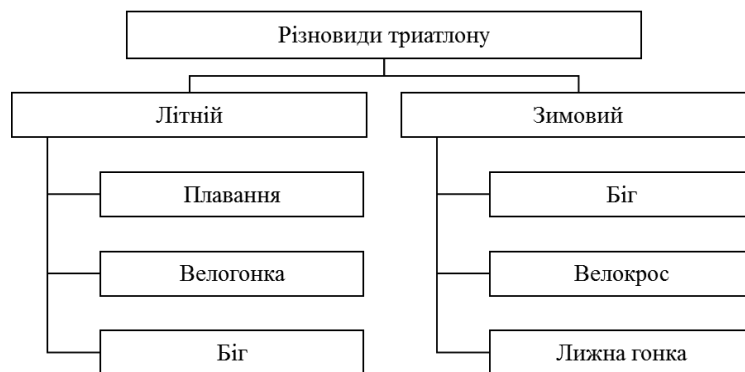 Різновиди триатлону
Літній
Зимовий
Плавання
Біг
Велогонка
Велокрос
Біг
Лижна гонка